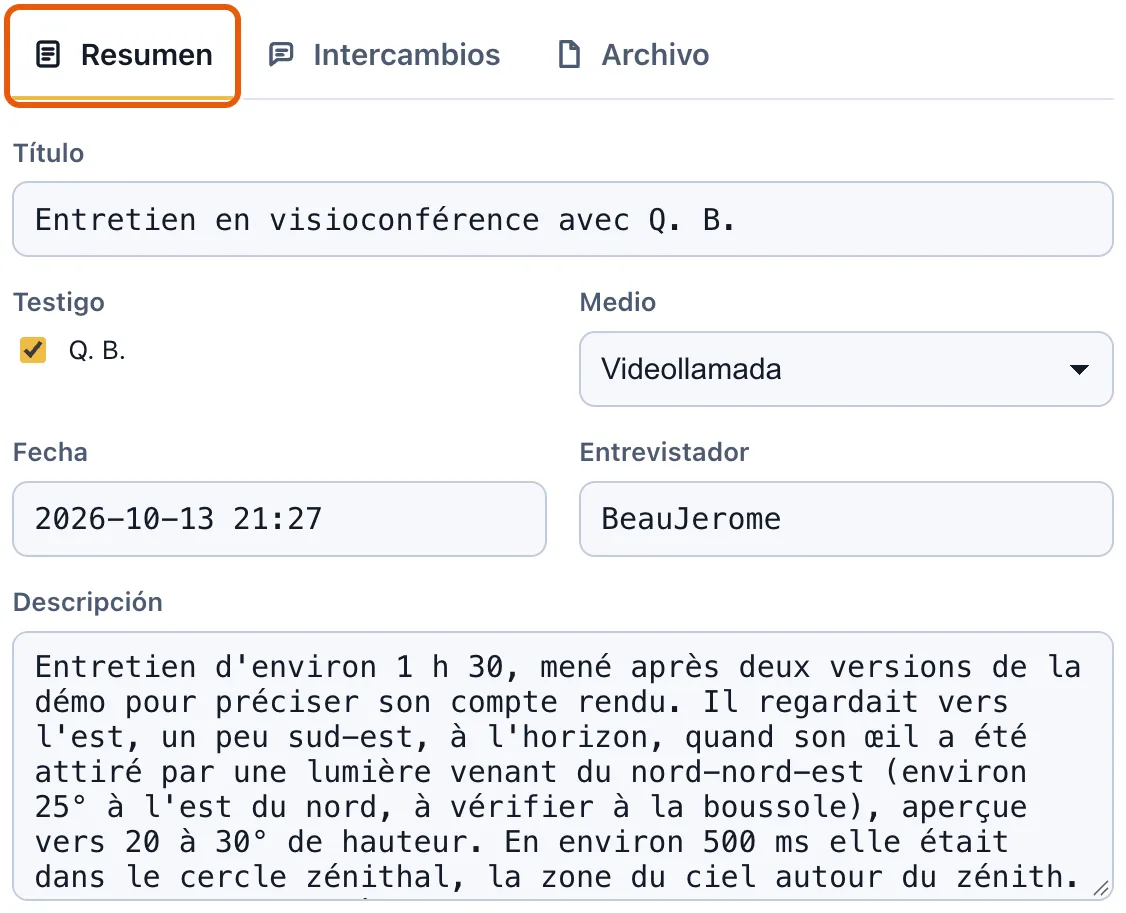 Resumen Intercambios Archivo
Título
Entretien en visioconférence avec Q. B.
Testigo
Q. B.
Medio
Videollamada
Fecha
2026-10-13 21:27
Entrevistador
BeauJerome
Descripción
Entretien d'environ 1 h 30, mené après deux versions de la
démo pour préciser son compte rendu. Il regardait vers
l'est, un peu sud-est, à l'horizon, quand son œil a été
attiré par une lumière venant du nord-nord-est (environ
25° à l'est du nord, à vérifier à la boussole), aperçue
vers 20 à 30° de hauteur. En environ 500 ms elle était
dans le cercle zénithal, la zone du ciel autour du zénith.